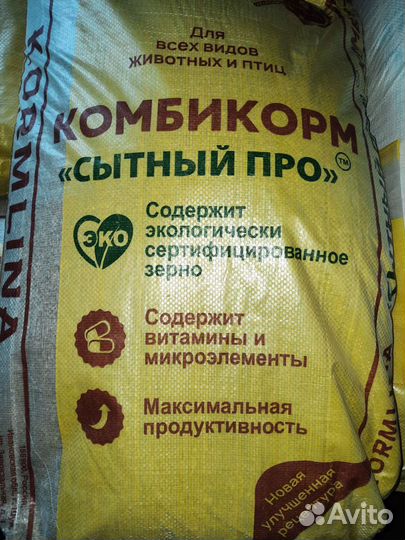 Для
всех видов
животных и птиц
KORMLINA
КОМБИКОРМ
«СЫТНЫЙ ПРО»™
ЭКО
Содержит
экологически
сертифицированное
зерно
Содержит
витамины и
микроэлементы
Максимальная
продуктивность
Новая
улучшенная
рецептура
Avito